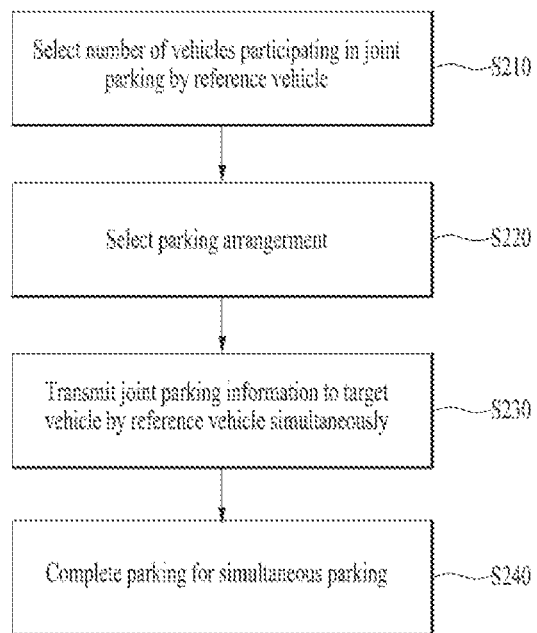 Select number of vehicles participating in joint
parking by reference vehicle
S210
Select parking arrangerment
S220
Transmit joint parking information to target
vehicle by reference vehicle simultaneously
S230
Complete parking for simultaneous parking
S240